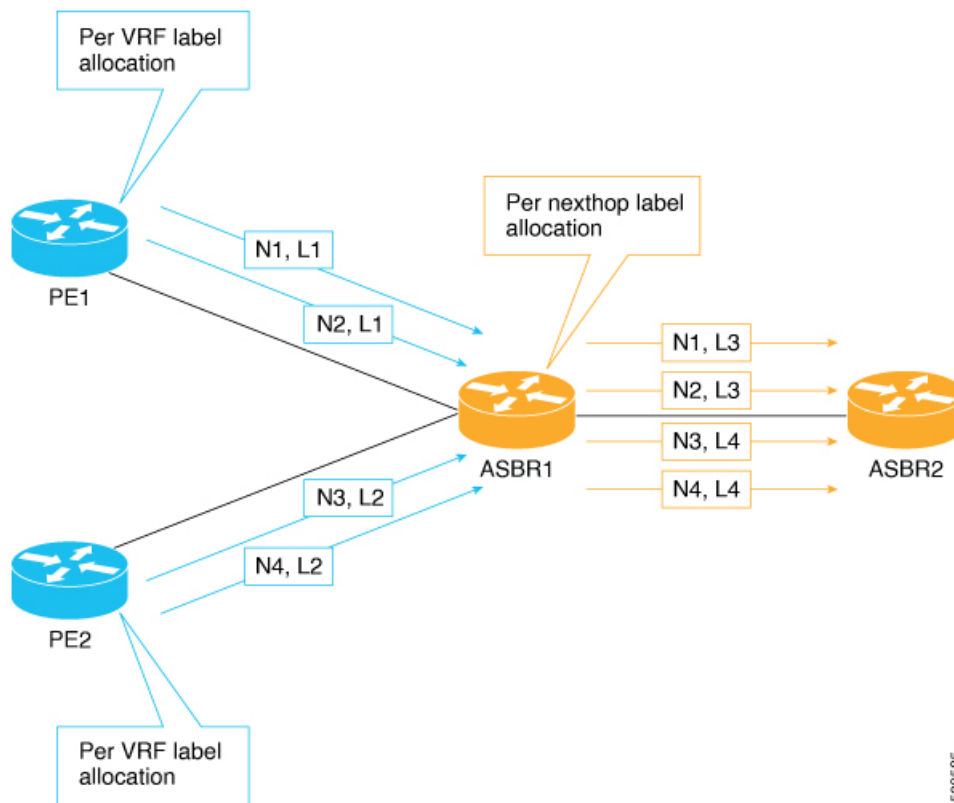 Per VRF label
allocation
Per nexthop label
allocation
PE1
N1, L1
N2, L1
N1, L3
N2, L3
ASBR1
ASBR2
N3, L4
N4, L4
N3, L2
N4, L2
PE2
Per VRF label
allocation